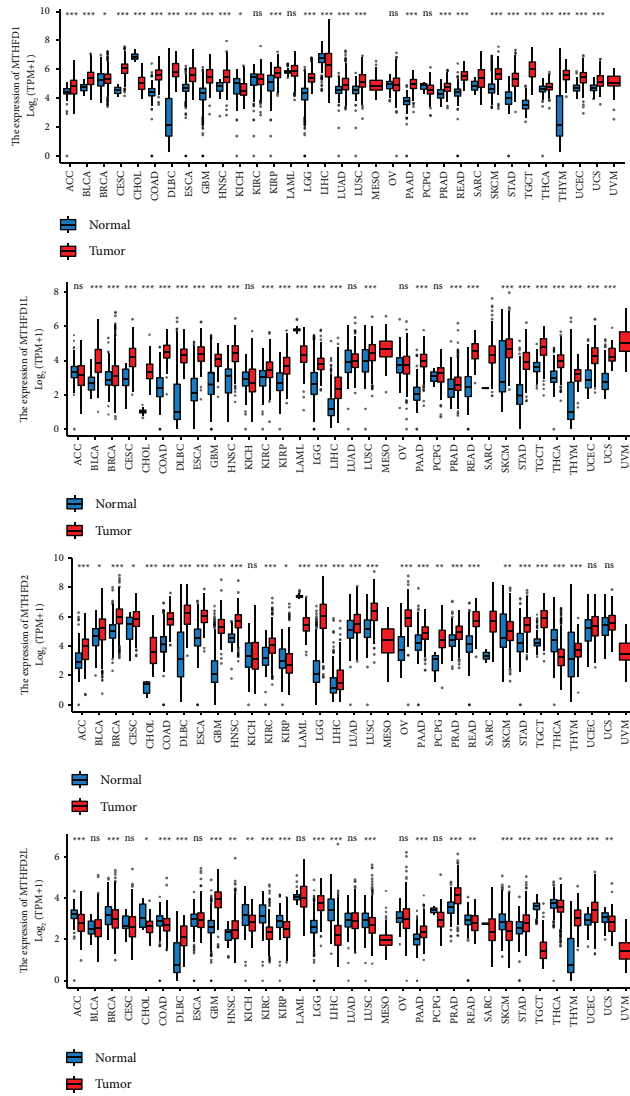 The expression of MTHFD1
Log2 (TPM+1)
10
8
6
4
2
0
*** *** * *** *** *** *** *** *** *** * ns *** ns *** *** *** *** ns *** ns *** *** *** *** *** *** *** *** ***
ACC BLCA BRCA CESC CHOL COAD DLBC ESCA GBM HNSC KICH KIRC KIRP LAML LGG LIHC LUAD LUSC MESO OV PAAD PCPG PRAD READ SARC SKCM STAD TGCT THCA THYM UCEC UCS UVM
Normal
Tumor
The expression of MTHFD1L
Log2 (TPM+1)
8
6
4
2
0
ns *** *** *** *** *** *** *** *** *** ns *** *** *** *** *** ns *** ns *** ns *** *** *** *** *** *** *** *** ***
ACC BLCA BRCA CESC CHOL COAD DLBC ESCA GBM HNSC KICH KIRC KIRP LAML LGG LIHC LUAD LUSC MESO OV PAAD PCPG PRAD READ SARC SKCM STAD TGCT THCA THYM UCEC UCS UVM
Normal
Tumor
The expression of MTHFD2
Log2 (TPM+1)
10
8
6
4
2
0
*** * *** * *** *** *** *** *** *** ns *** * *** *** *** *** *** *** *** ** *** *** ** *** *** *** *** ns ns
ACC BLCA BRCA CESC CHOL COAD DLBC ESCA GBM HNSC KICH KIRC KIRP LAML LGG LIHC LUAD LUSC MESO OV PAAD PCPG PRAD READ SARC SKCM STAD TGCT THCA THYM UCEC UCS UVM
Normal
Tumor
The expression of MTHFD2L
Log2 (TPM+1)
6
4
2
0
*** ns *** ns * *** *** ns *** ** ** *** *** ns *** *** ns *** ns *** ns *** ** *** *** *** *** *** *** **
ACC BLCA BRCA CESC CHOL COAD DLBC ESCA GBM HNSC KICH KIRC KIRP LAML LGG LIHC LUAD LUSC MESO OV PAAD PCPG PRAD READ SARC SKCM STAD TGCT THCA THYM UCEC UCS UVM
Normal
Tumor